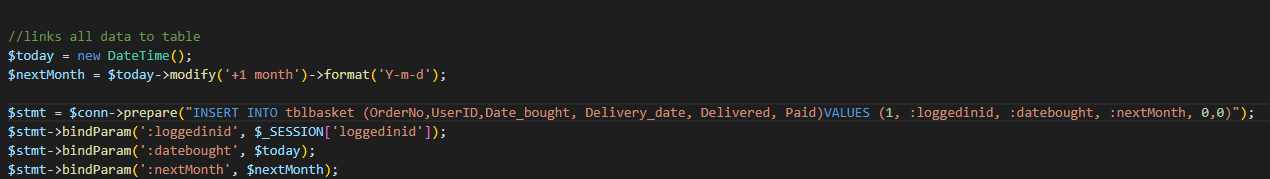 //links all data to table
$today = new DateTime();
$nextMonth = $today->modify('+1 month')->format('Y-m-d');
$stmt = $conn->prepare("INSERT INTO tblbasket (OrderNo,UserID,Date_bought, Delivery_date, Delivered, Paid)VALUES (1, :loggedinid, :datebought, :nextMonth, 0,0)");
$stmt->bindParam(':loggedinid', $_SESSION['loggedinid']);
$stmt->bindParam(':datebought', $today);
$stmt->bindParam(':nextMonth', $nextMonth);